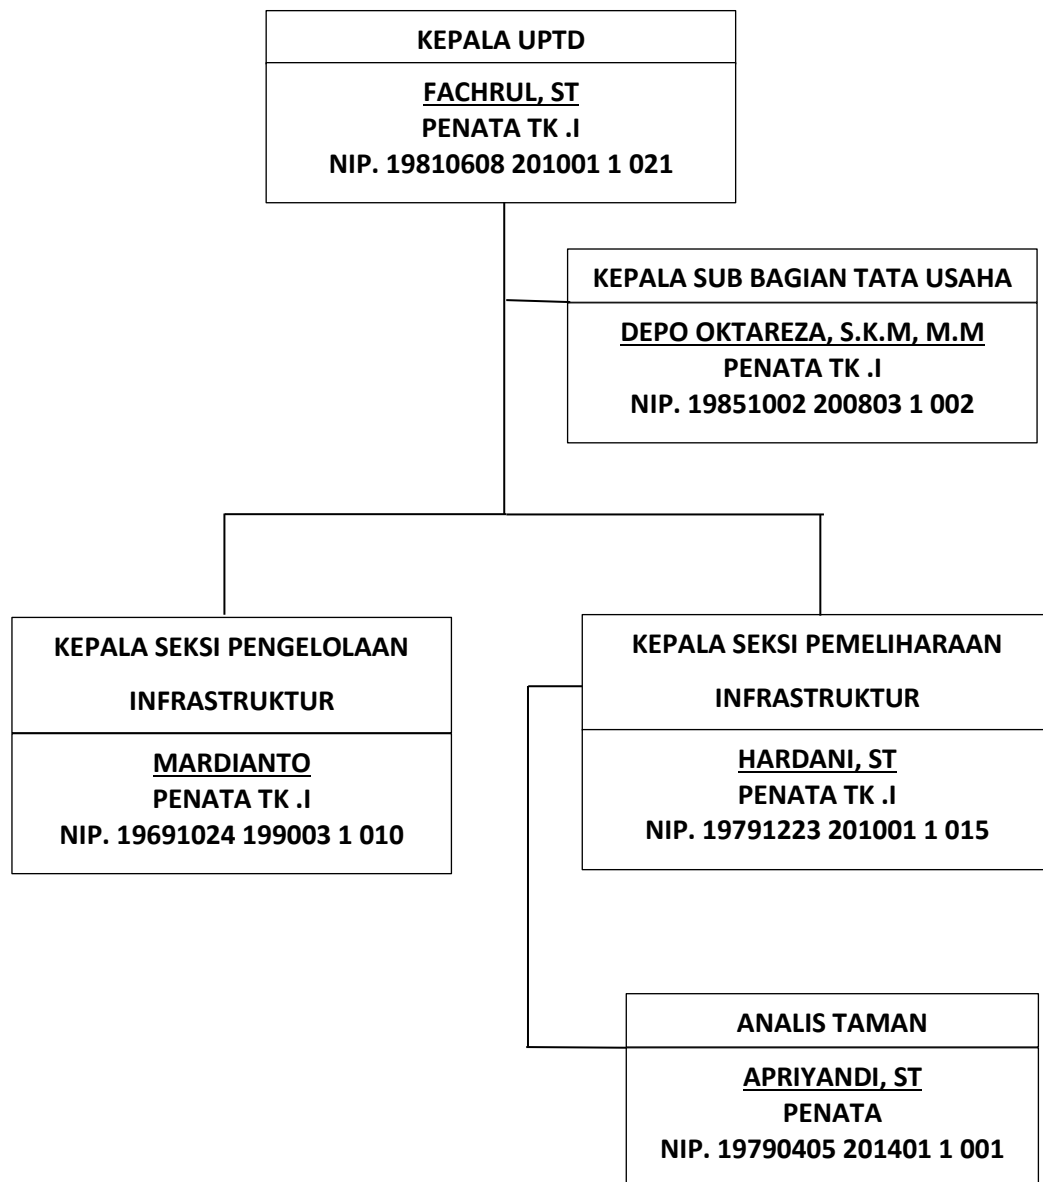 KEPALA UPTD
FACHRUL, ST
PENATA TK .I
NIP. 19810608 201001 1 021
KEPALA SUB BAGIAN TATA USAHA
DEPO OKTAREZA, S.K.M, M.M
PENATA TK .I
NIP. 19851002 200803 1 002
KEPALA SEKSI PENGELOLAAN
INFRASTRUKTUR
MARDIANTO
PENATA TK .I
NIP. 19691024 199003 1 010
KEPALA SEKSI PEMELIHARAAN
INFRASTRUKTUR
HARDANI, ST
PENATA TK .I
NIP. 19791223 201001 1 015
ANALIS TAMAN
APRIYANDI, ST
PENATA
NIP. 19790405 201401 1 001